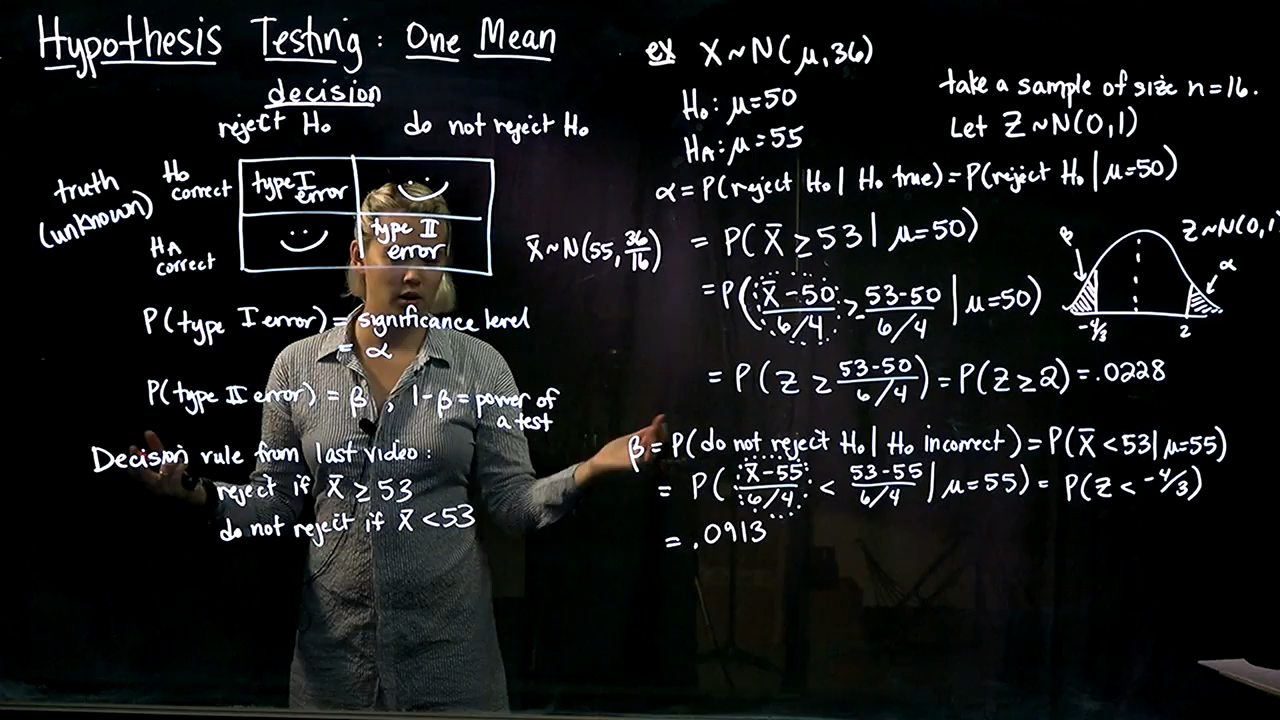 Hypothesis Testing: One Mean
decision
reject H₀ do not reject H₀
truth
(unknown)
H₀
correct
type I
error
HA
correct
type II
error
P(type I error) = significance level
= α
P(type II error) = β, 1-β = power of
a test
Decision rule from last video:
reject if X̄ ≥ 53
do not reject if X̄ < 53
ex X~N(μ,36)
H₀: μ=50
HA: μ=55
take a sample of size n=16.
Let Z~N(0,1)
α = P(reject H₀ | H₀ true) = P(reject H₀ | μ=50)
X̄~N(55, 36/16)
= P(X̄ ≥ 53 | μ=50)
= P((X̄-50)/(6/4) ≥ (53-50)/(6/4) | μ=50)
= P(Z ≥ (53-50)/(6/4)) = P(Z ≥ 2) = .0228
β Z~N(0,1
α
-4/3 2
β = P(do not reject H₀ | H₀ incorrect) = P(X̄ < 53 | μ=55)
= P((X̄-55)/(6/4) < (53-55)/(6/4) | μ=55) = P(Z < -4/3)
= .0913